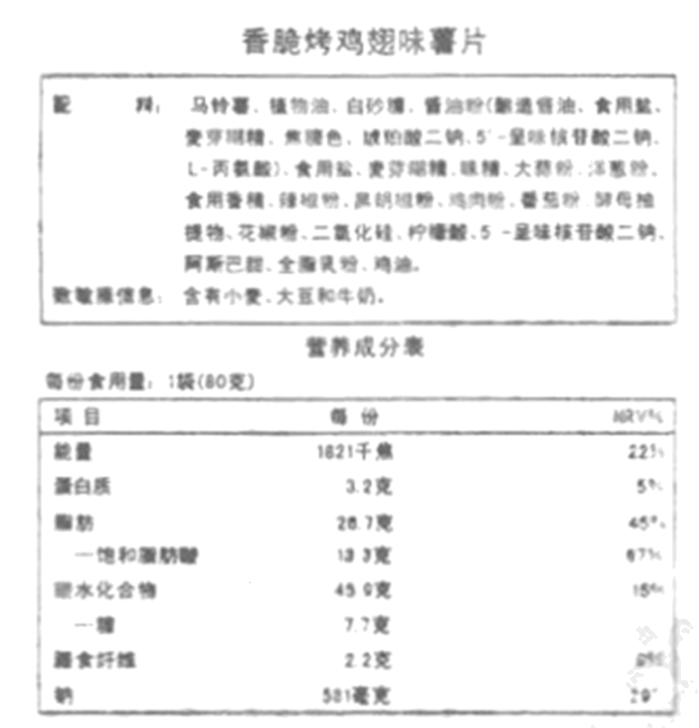 香脆烤鸡翅味薯片
配 料: 马铃薯、植物油、白砂糖、酱油粉(酿造酱油、食用盐、
麦芽糊精、焦糖色、琥珀酸二钠、5'-呈味核苷酸二钠、
L-丙氨酸)、食用盐、麦芽糊精、味精、大蒜粉、洋葱粉、
食用香精、辣椒粉、黑胡椒粉、鸡肉粉、番茄粉、酵母抽
提物、花椒粉、二氧化硅、柠檬酸、5'-呈味核苷酸二钠、
阿斯巴甜、全脂乳粉、鸡油。
致敏原信息: 含有小麦、大豆和牛奶。
营养成分表
每份食用量: 1袋(80克)
项目 每份 NRV%
能量 1821千焦 22%
蛋白质 3.2克 5%
脂肪 28.7克 48%
一饱和脂肪酸 13.3克 67%
碳水化合物 45.9克 15%
一糖 7.7克
膳食纤维 2.2克
钠 581毫克